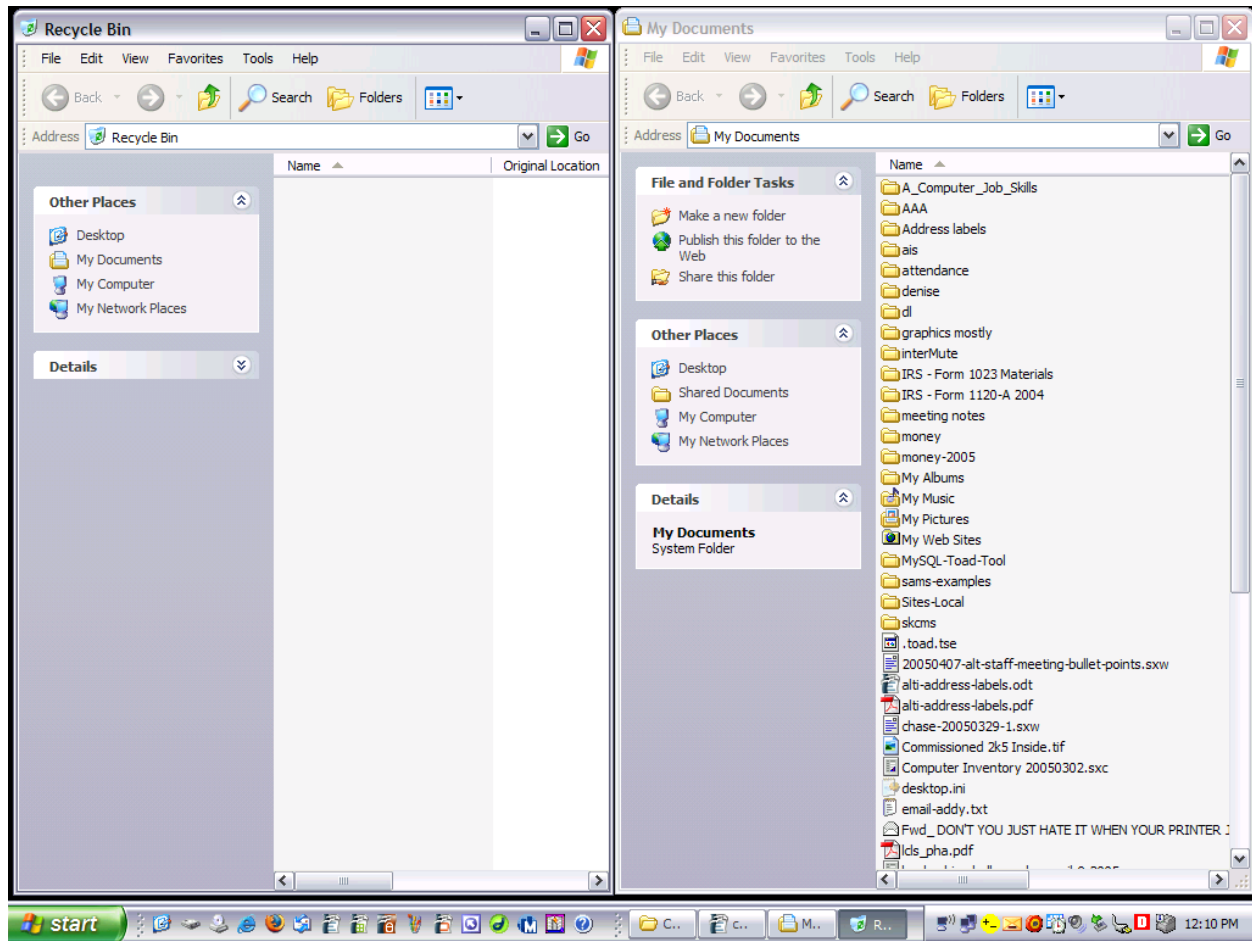 Recycle Bin
File Edit View Favorites Tools Help
Back Search Folders
Address Recycle Bin Go
Name Original Location
Other Places
Desktop
My Documents
My Computer
My Network Places
Details
My Documents
File Edit View Favorites Tools Help
Back Search Folders
Address My Documents Go
File and Folder Tasks
Make a new folder
Publish this folder to the
Web
Share this folder
Other Places
Desktop
Shared Documents
My Computer
My Network Places
Details
My Documents
System Folder
Name
A_Computer_Job_Skills
AAA
Address labels
ais
attendance
denise
dl
graphics mostly
interMute
IRS - Form 1023 Materials
IRS - Form 1120-A 2004
meeting notes
money
money-2005
My Albums
My Music
My Pictures
My Web Sites
MySQL-Toad-Tool
sams-examples
Sites-Local
skcms
.toad.tse
20050407-alt-staff-meeting-bullet-points.sxw
alti-address-labels.odt
alti-address-labels.pdf
chase-20050329-1.sxw
Commissioned 2k5 Inside.tif
Computer Inventory 20050302.sxc
desktop.ini
email-addy.txt
Fwd_ DON'T YOU JUST HATE IT WHEN YOUR PRINTER
lds_pha.pdf
start C.. c.. M.. R.. 12:10 PM